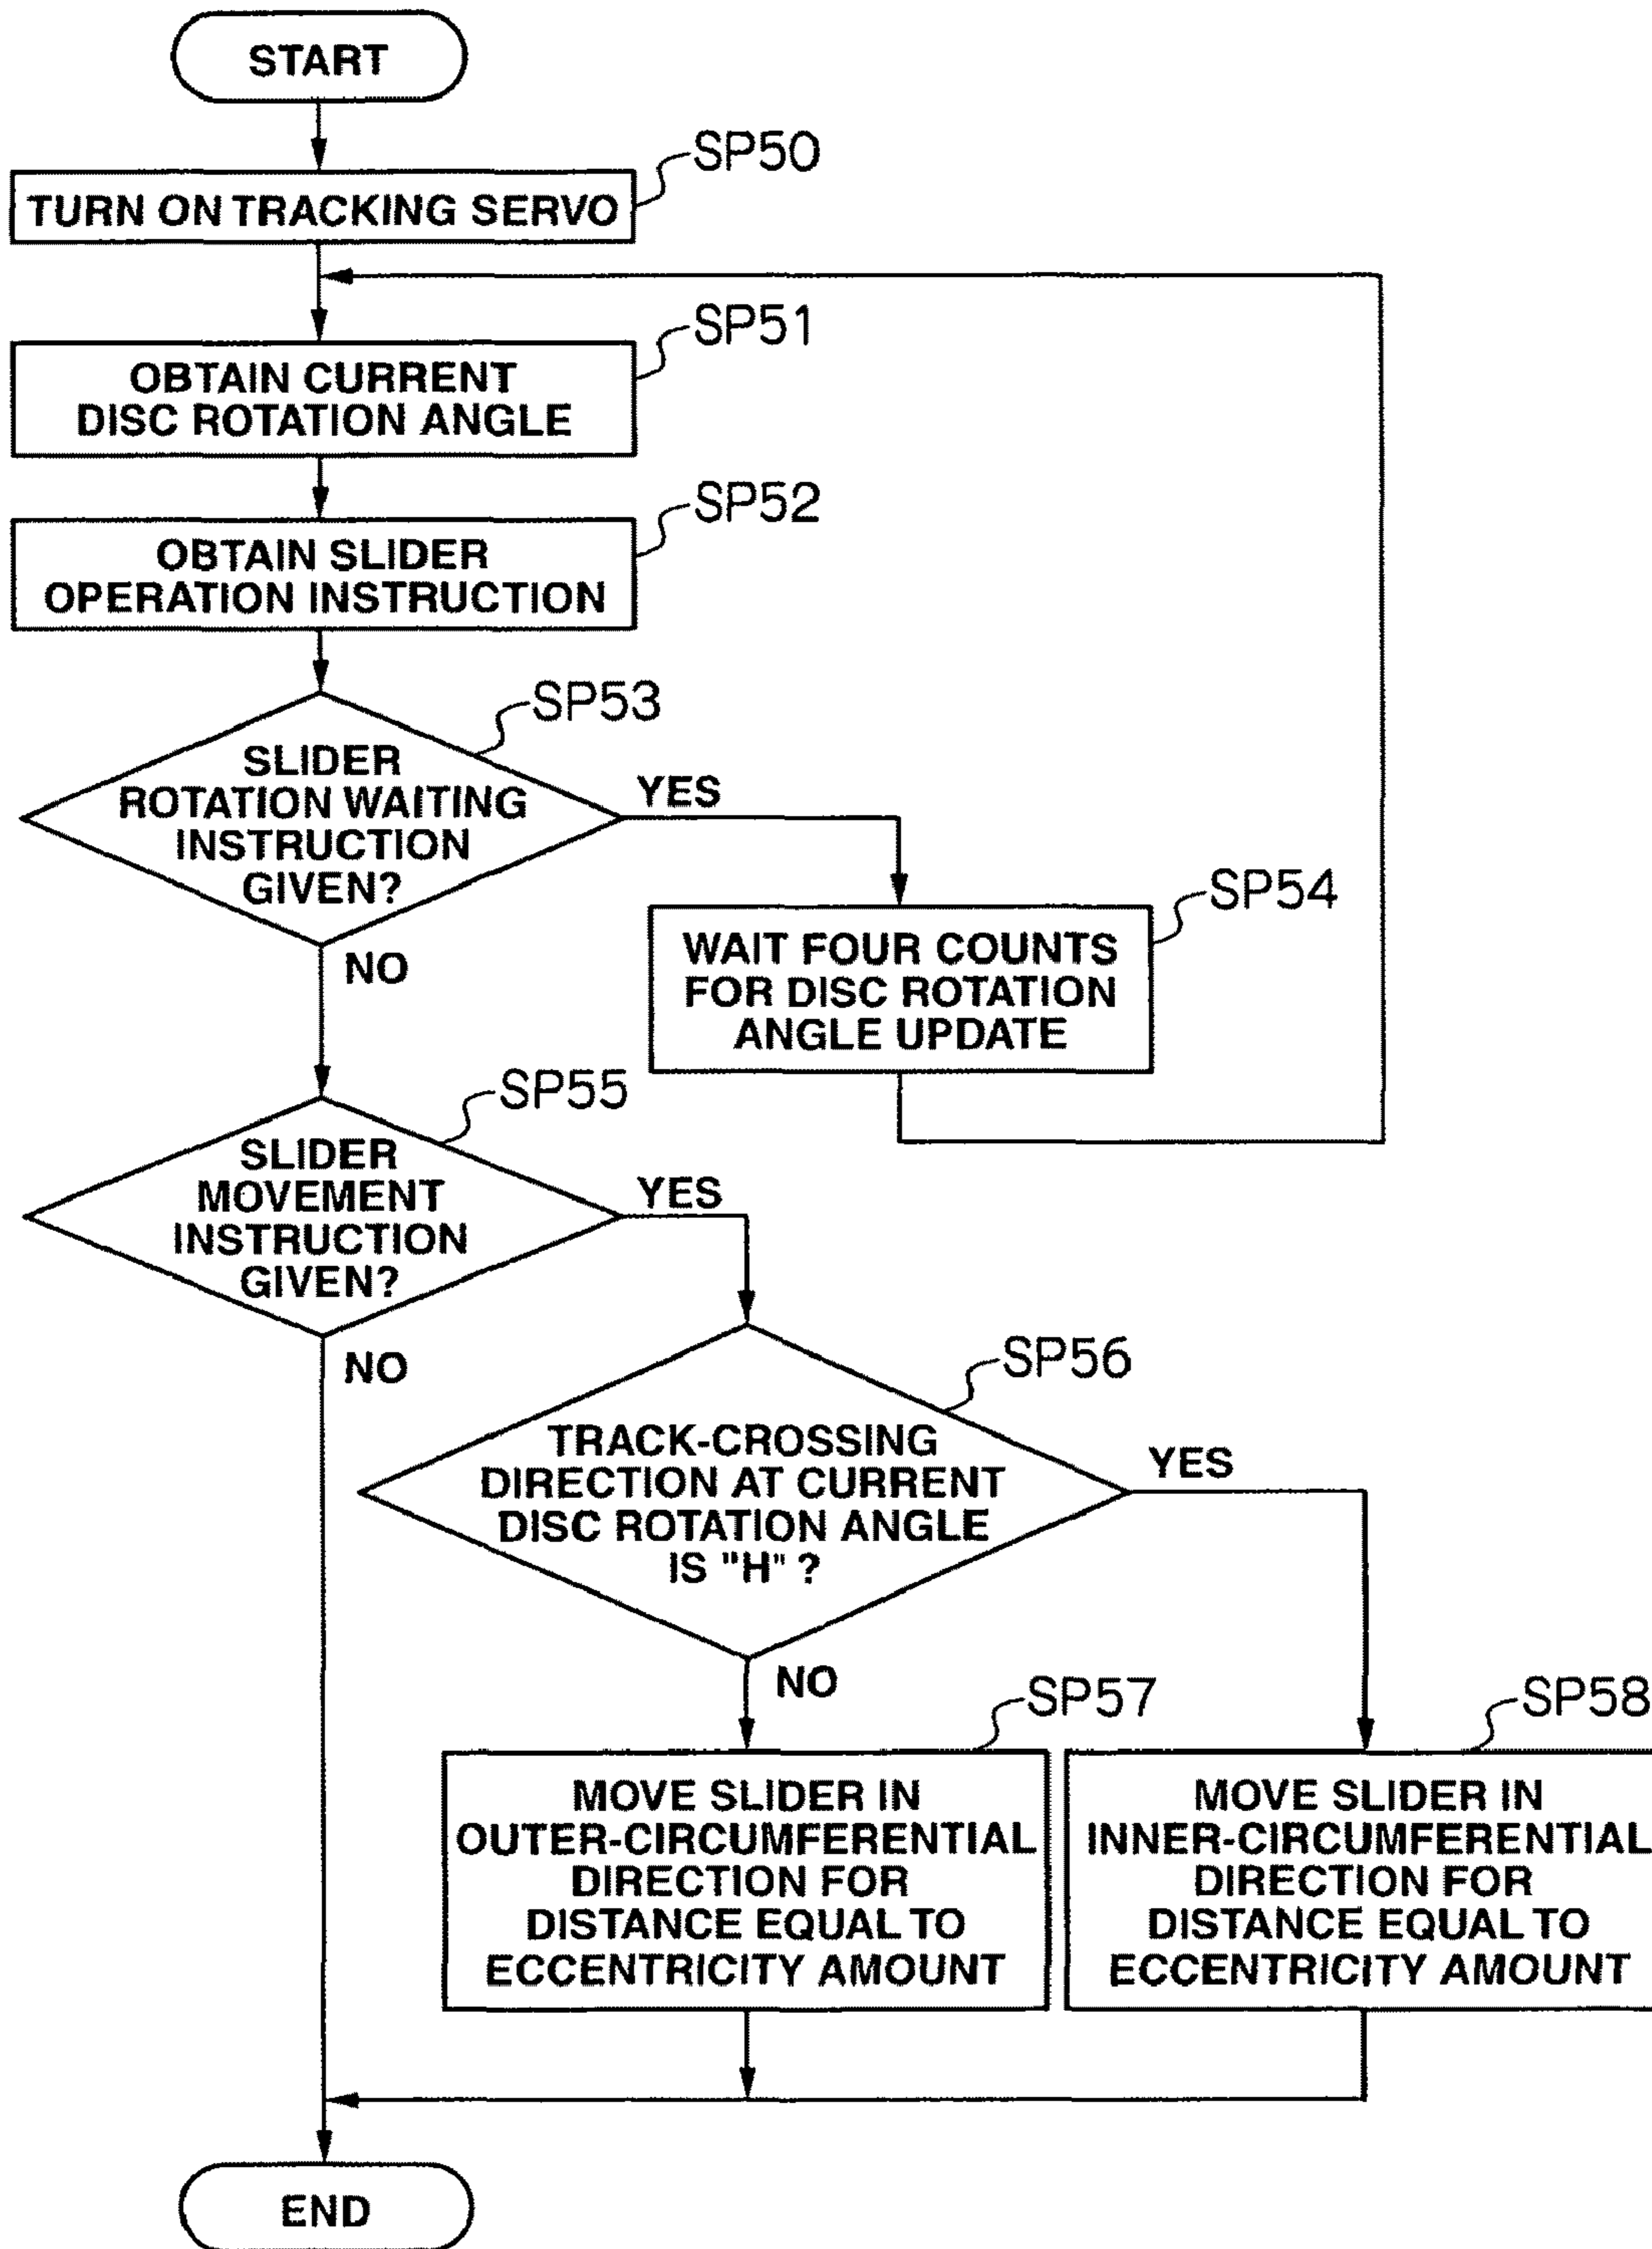 START
SP50
TURN ON TRACKING SERVO
SP51
OBTAIN CURRENT
DISC ROTATION ANGLE
SP52
OBTAIN SLIDER
OPERATION INSTRUCTION
SP53
SLIDER
ROTATION WAITING
INSTRUCTION
GIVEN?
YES
NO
SP54
WAIT FOUR COUNTS
FOR DISC ROTATION
ANGLE UPDATE
SP55
SLIDER
MOVEMENT
INSTRUCTION
GIVEN?
YES
NO
SP56
TRACK-CROSSING
DIRECTION AT CURRENT
DISC ROTATION ANGLE
IS "H" ?
YES
NO
SP57
MOVE SLIDER IN
OUTER-CIRCUMFERENTIAL
DIRECTION FOR
DISTANCE EQUAL TO
ECCENTRICITY AMOUNT
SP58
MOVE SLIDER IN
INNER-CIRCUMFERENTIAL
DIRECTION FOR
DISTANCE EQUAL TO
ECCENTRICITY AMOUNT
END